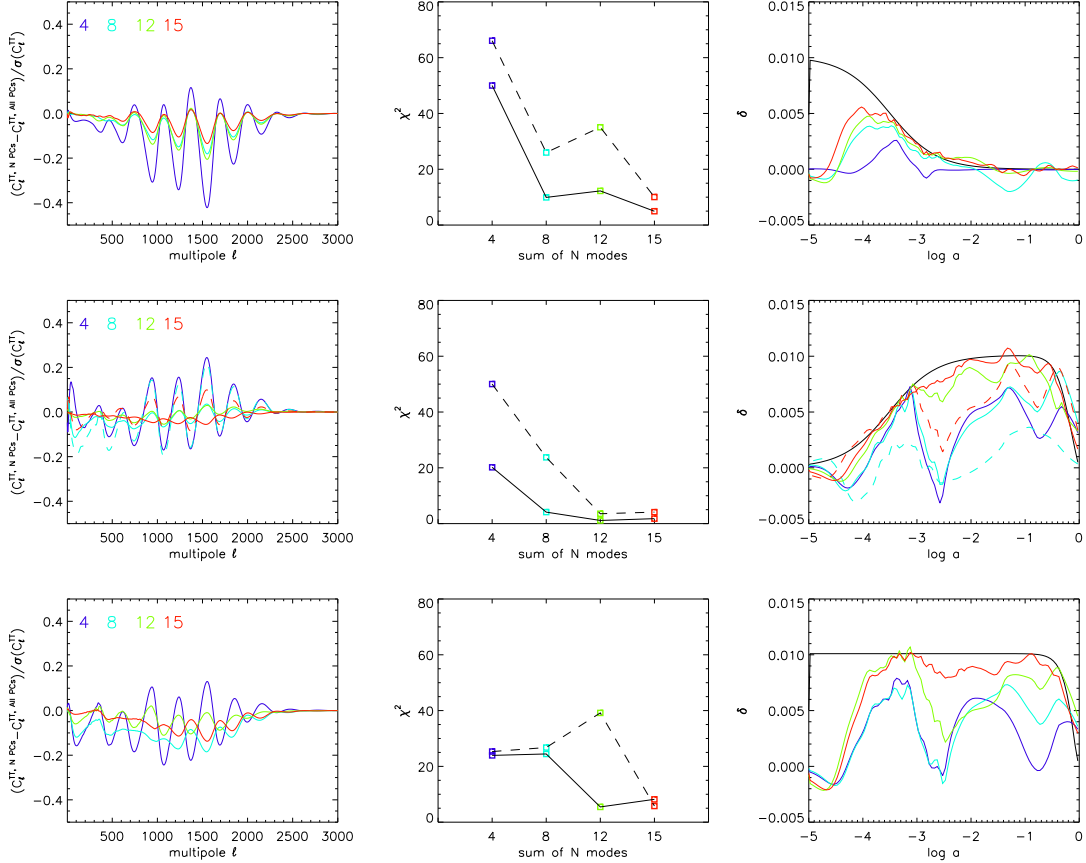 (C_ℓ^{TT, N PCs}−C_ℓ^{TT, All PCs})/σ(C_ℓ^{TT})
0.4
0.2
0.0
−0.2
−0.4
4 8 12 15
500 1000 1500 2000 2500 3000
multipole ℓ
χ²
80
60
40
20
0
4 8 12 15
sum of N modes
δ
0.015
0.010
0.005
0.000
−0.005
−5 −4 −3 −2 −1 0
log a
(C_ℓ^{TT, N PCs}−C_ℓ^{TT, All PCs})/σ(C_ℓ^{TT})
0.4
0.2
0.0
−0.2
−0.4
4 8 12 15
500 1000 1500 2000 2500 3000
multipole ℓ
χ²
80
60
40
20
0
4 8 12 15
sum of N modes
δ
0.015
0.010
0.005
0.000
−0.005
−5 −4 −3 −2 −1 0
log a
(C_ℓ^{TT, N PCs}−C_ℓ^{TT, All PCs})/σ(C_ℓ^{TT})
0.4
0.2
0.0
−0.2
−0.4
4 8 12 15
500 1000 1500 2000 2500 3000
multipole ℓ
χ²
80
60
40
20
0
4 8 12 15
sum of N modes
δ
0.015
0.010
0.005
0.000
−0.005
−5 −4 −3 −2 −1 0
log a